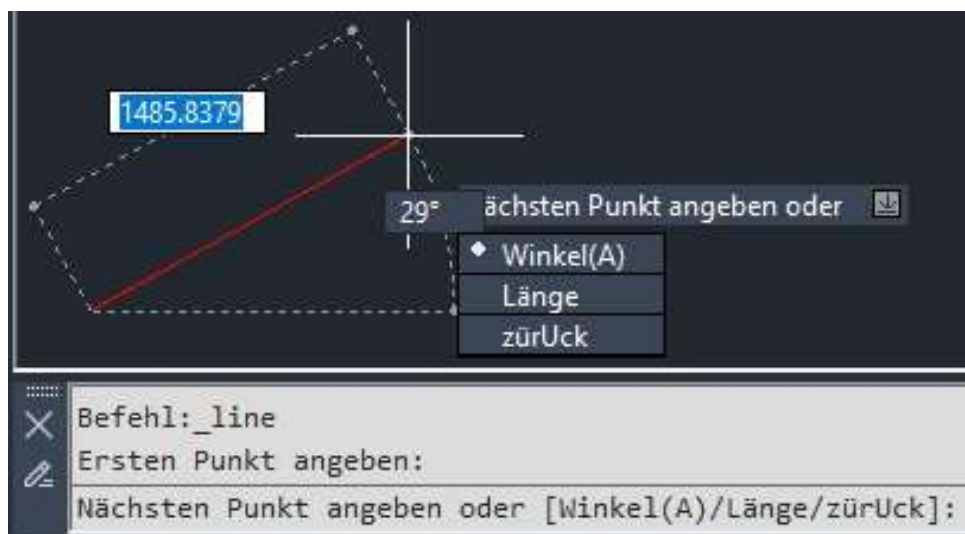 1485.8379
29° ächsten Punkt angeben oder
Winkel(A)
Länge
zürUck
Befehl:_line
Ersten Punkt angeben:
Nächsten Punkt angeben oder [Winkel(A)/Länge/zürUck]: